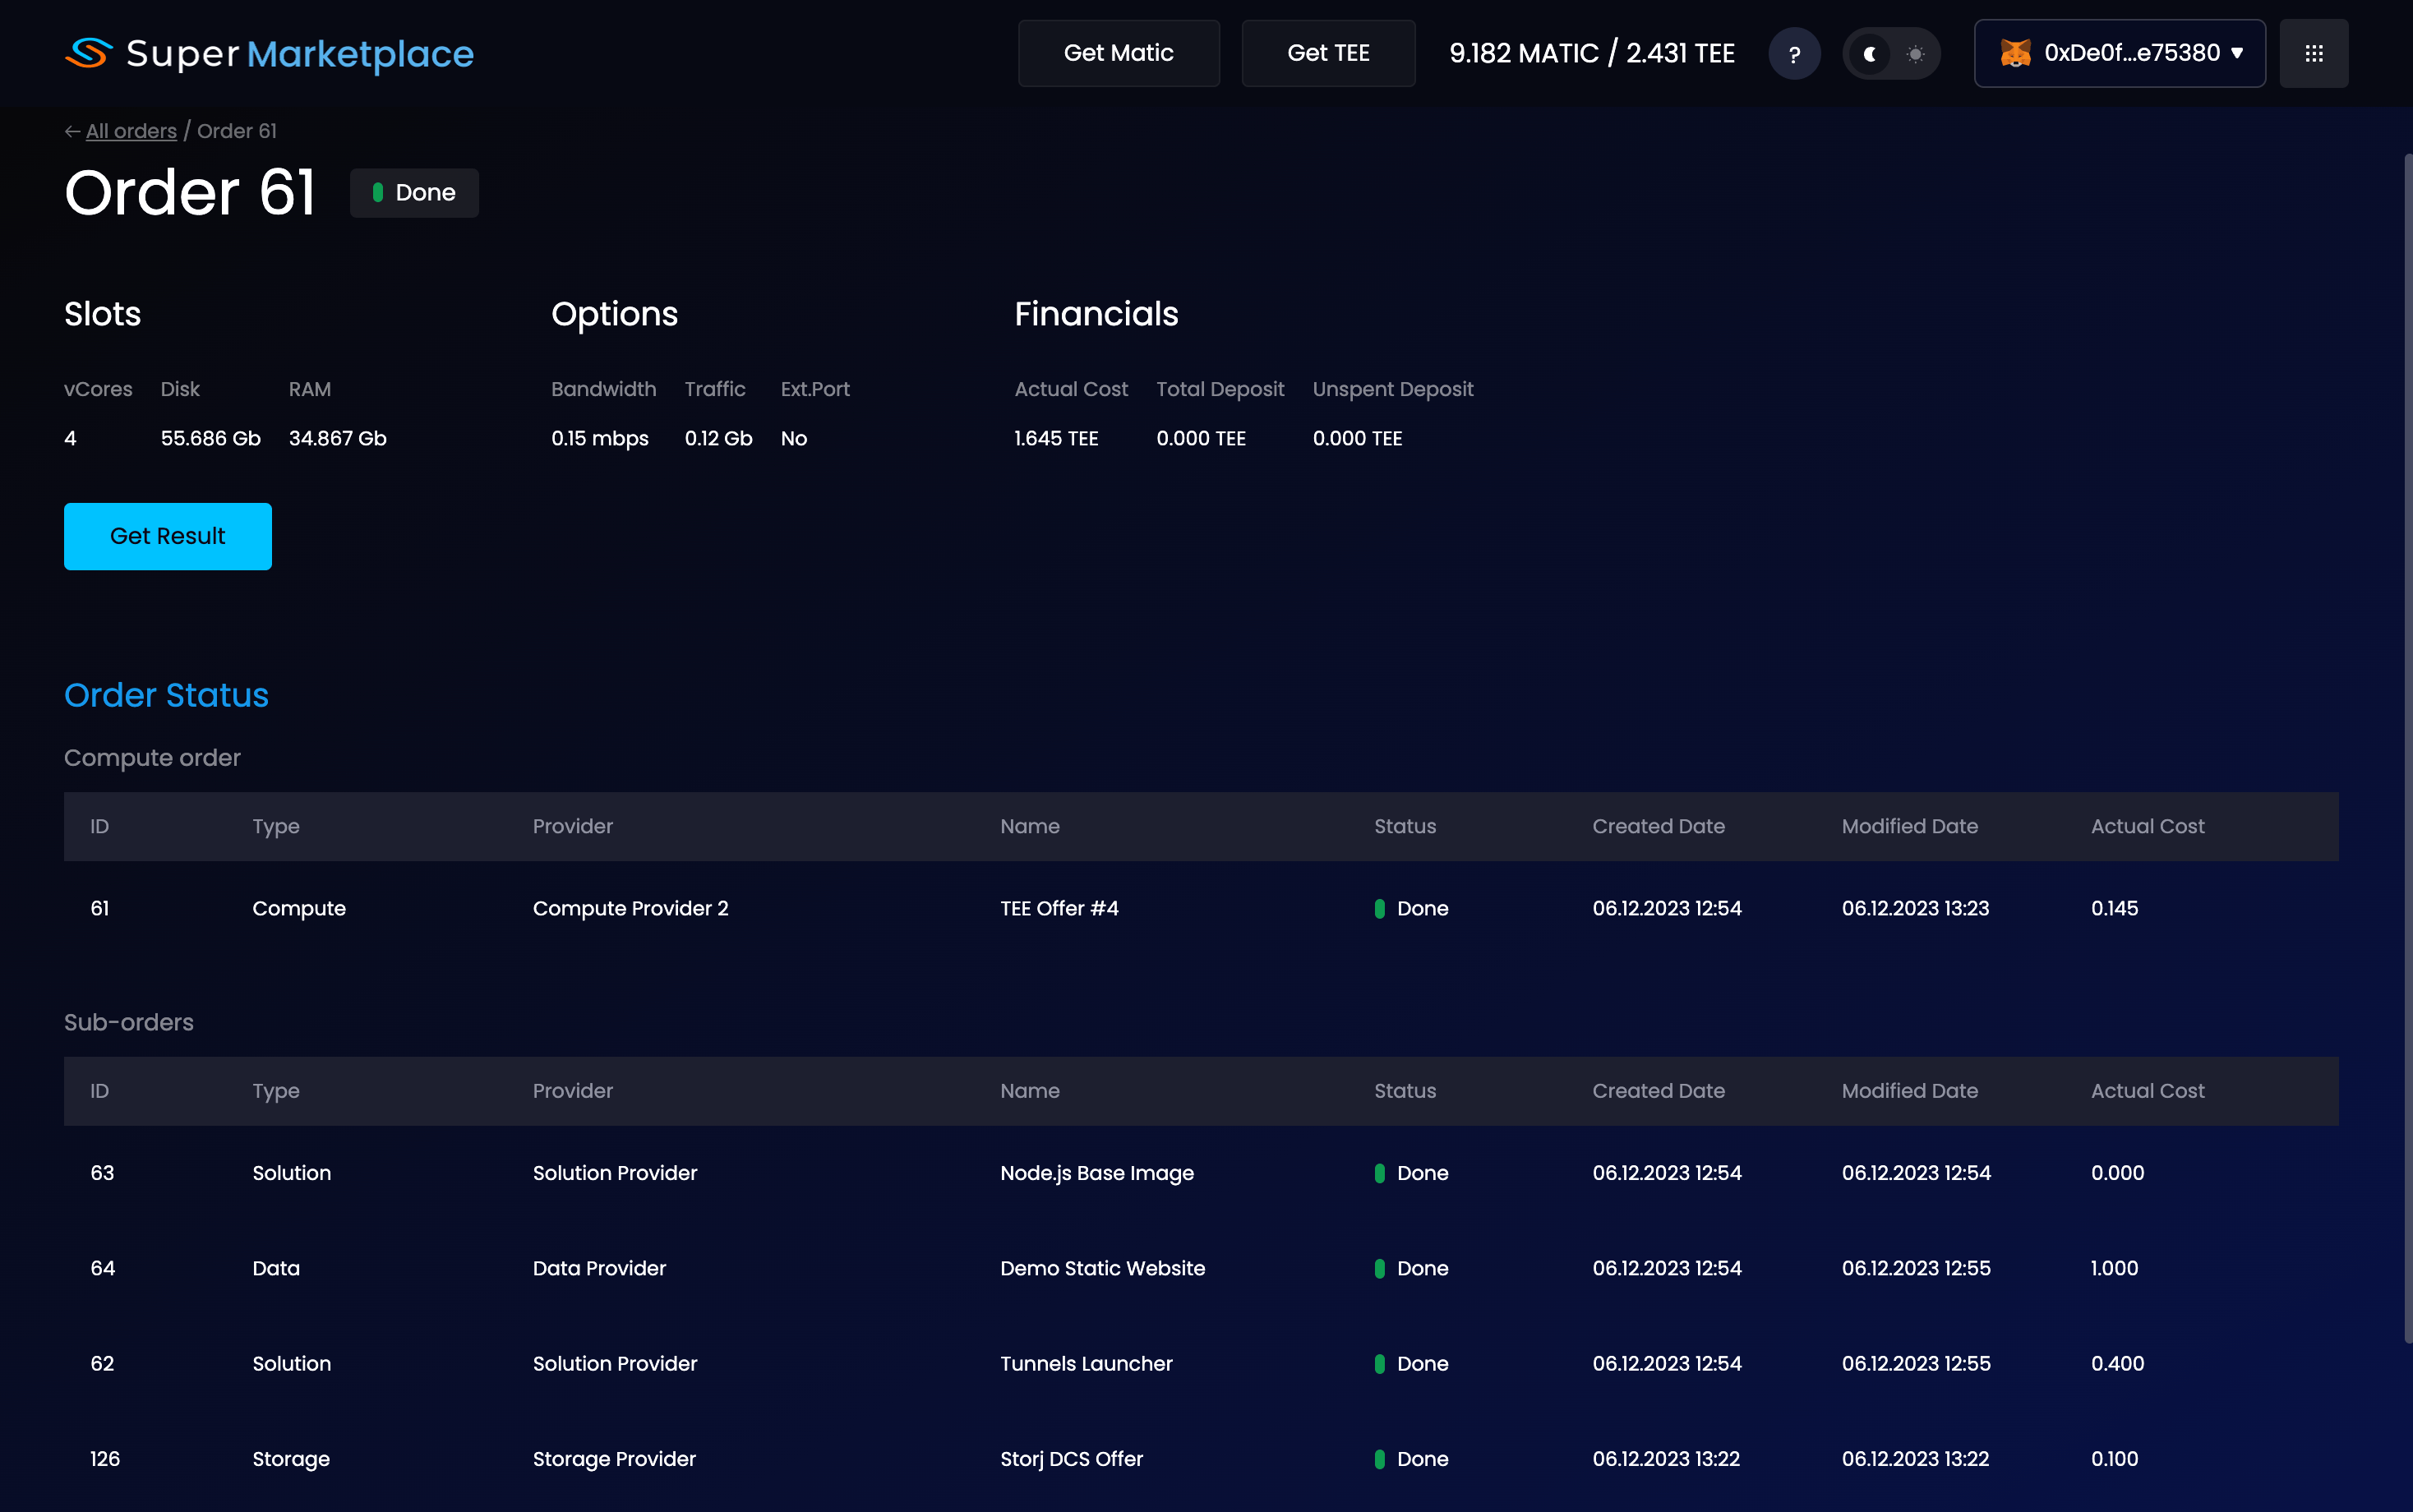 Super Marketplace
Get Matic
Get TEE
9.182 MATIC / 2.431 TEE
?
0xDe0f...e75380
← All orders / Order 61
Order 61
Done
Slots
vCores Disk RAM
4 55.686 Gb 34.867 Gb
Options
Bandwidth Traffic Ext.Port
0.15 mbps 0.12 Gb No
Financials
Actual Cost Total Deposit Unspent Deposit
1.645 TEE 0.000 TEE 0.000 TEE
Get Result
Order Status
Compute order
ID Type Provider Name Status Created Date Modified Date Actual Cost
61 Compute Compute Provider 2 TEE Offer #4 Done 06.12.2023 12:54 06.12.2023 13:23 0.145
Sub-orders
ID Type Provider Name Status Created Date Modified Date Actual Cost
63 Solution Solution Provider Node.js Base Image Done 06.12.2023 12:54 06.12.2023 12:54 0.000
64 Data Data Provider Demo Static Website Done 06.12.2023 12:54 06.12.2023 12:55 1.000
62 Solution Solution Provider Tunnels Launcher Done 06.12.2023 12:54 06.12.2023 12:55 0.400
126 Storage Storage Provider Storj DCS Offer Done 06.12.2023 13:22 06.12.2023 13:22 0.100